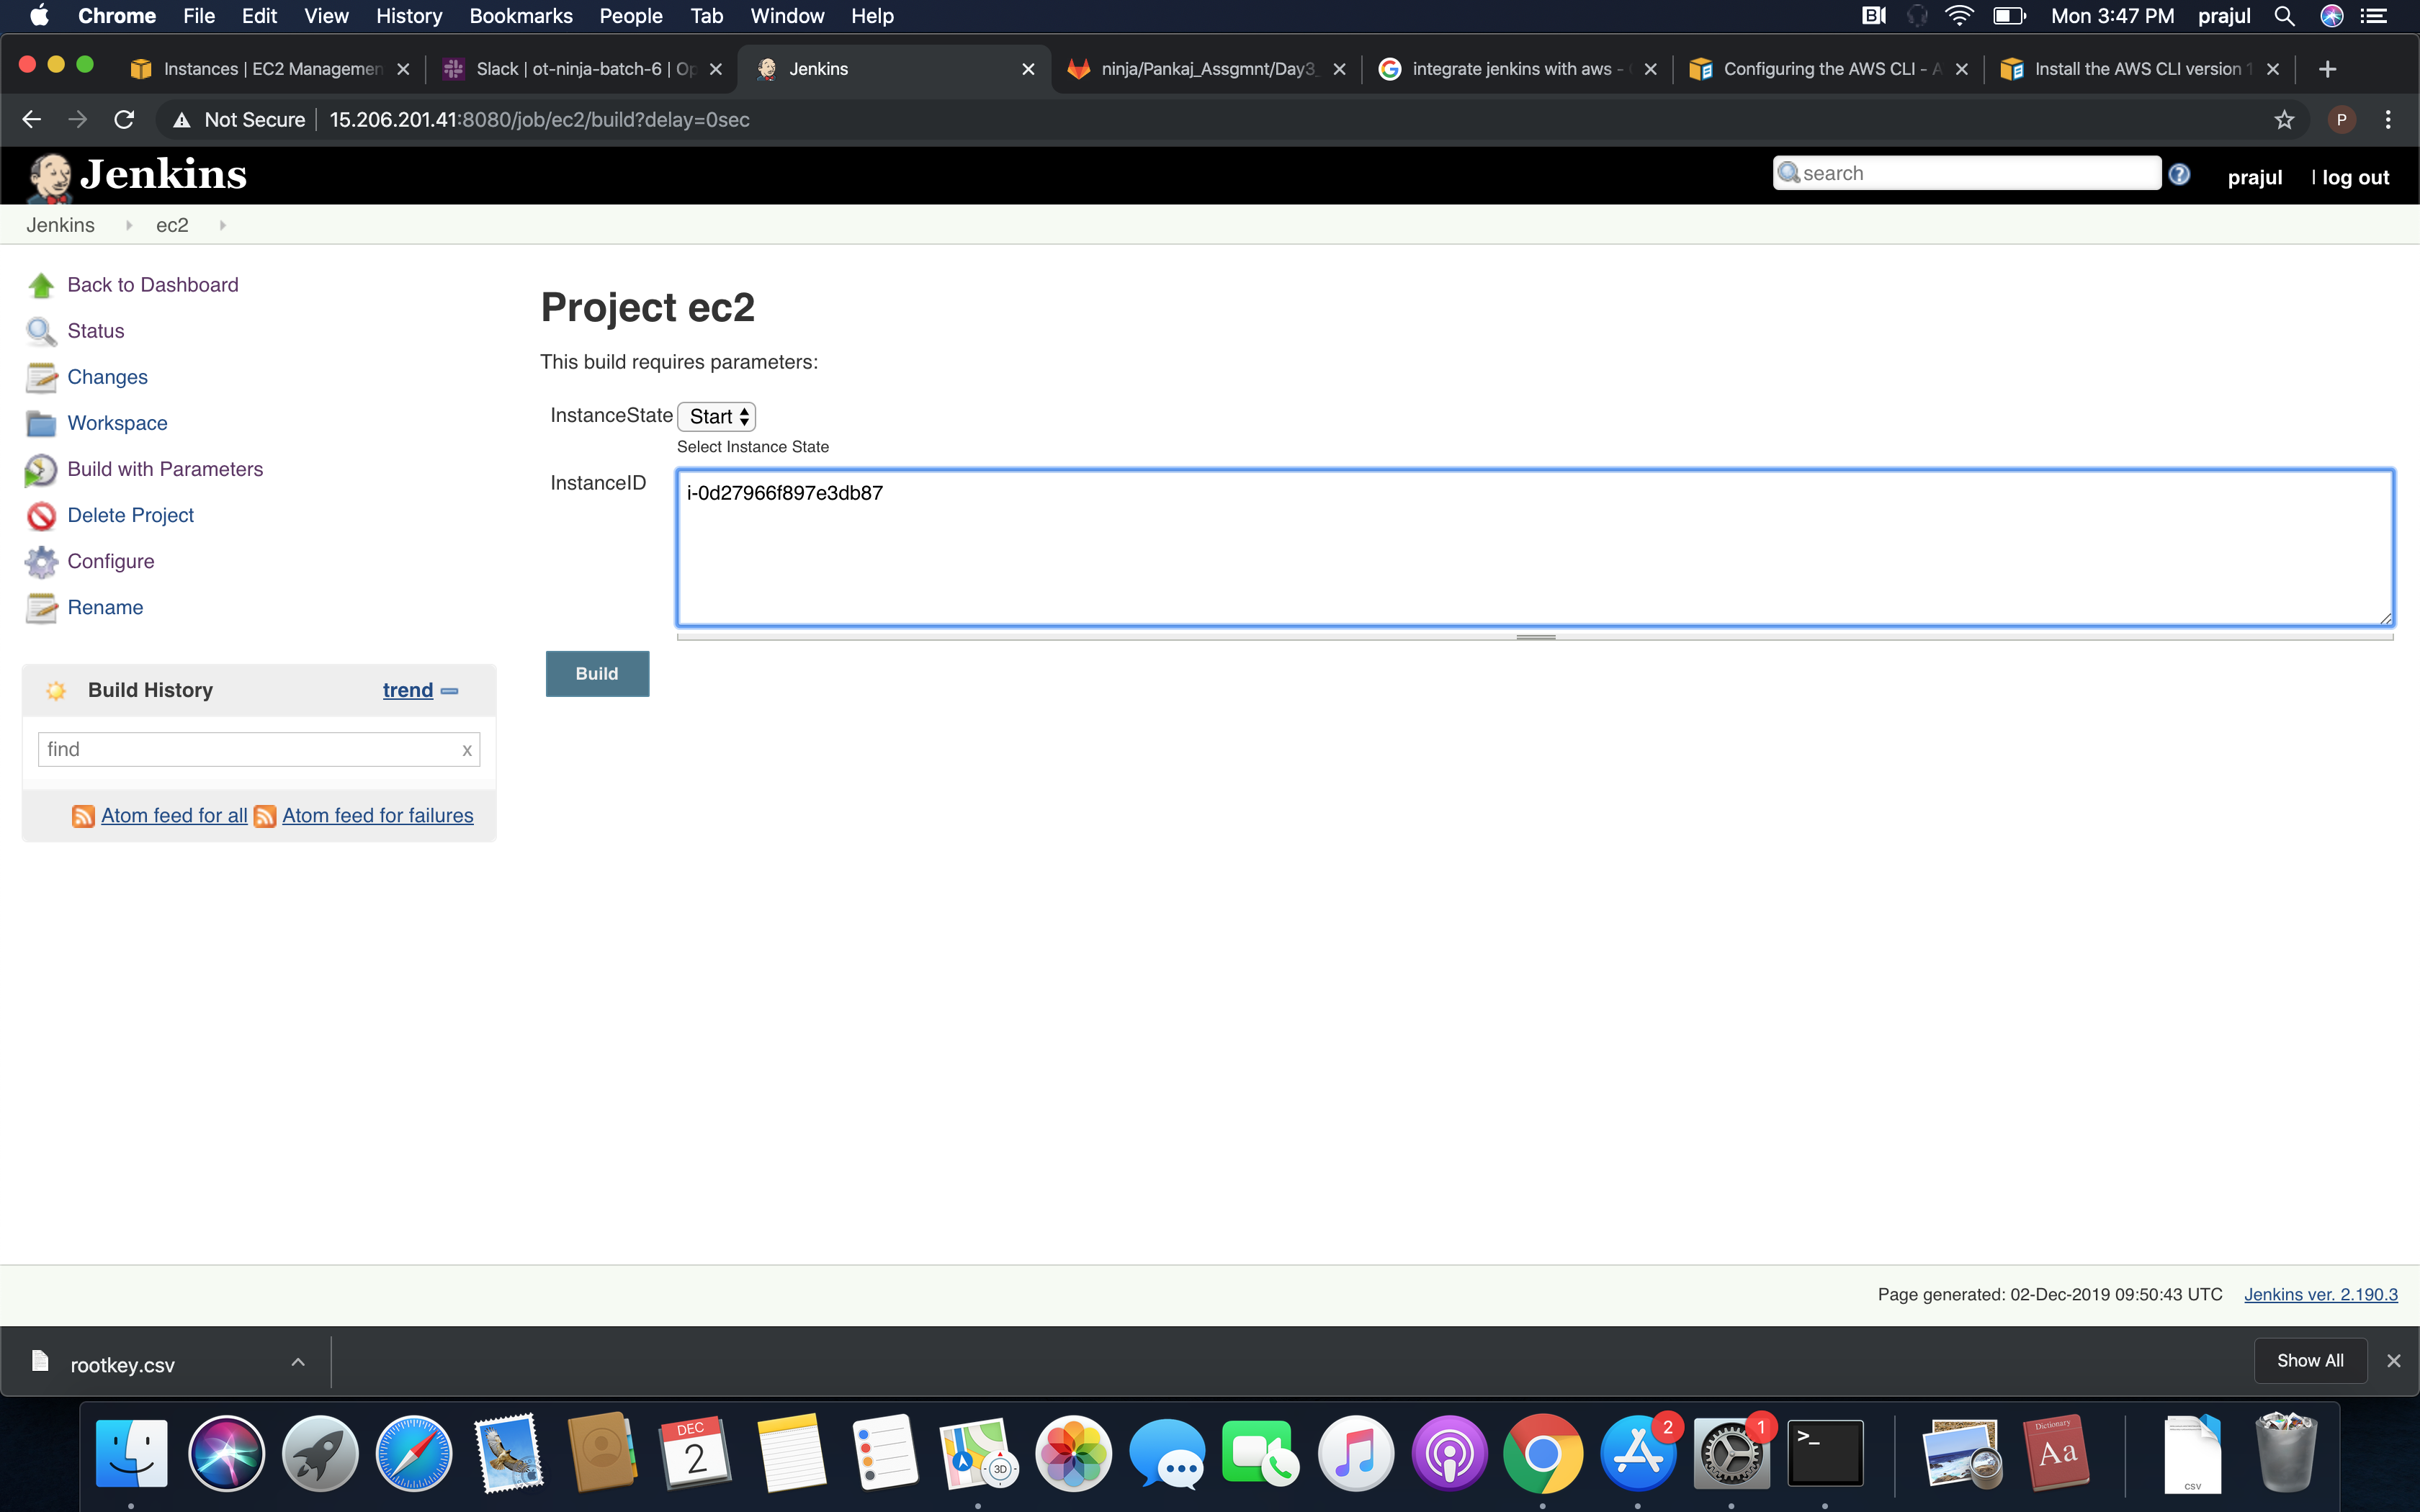 Chrome File Edit View History Bookmarks People Tab Window Help Mon 3:47 PM prajul
Instances | EC2 Managemen Slack | ot-ninja-batch-6 | Op Jenkins ninja/Pankaj_Assgmnt/Day3_ integrate jenkins with aws - Configuring the AWS CLI - A Install the AWS CLI version 1
Not Secure 15.206.201.41:8080/job/ec2/build?delay=0sec P
Jenkins search prajul | log out
Jenkins ec2
Back to Dashboard
Status
Changes
Workspace
Build with Parameters
Delete Project
Configure
Rename
Build History trend
find x
Atom feed for all Atom feed for failures
Project ec2
This build requires parameters:
InstanceState Start
Select Instance State
InstanceID i-0d27966f897e3db87
Build
Page generated: 02-Dec-2019 09:50:43 UTC Jenkins ver. 2.190.3
rootkey.csv Show All
DEC
2
3D
2
1
>_
Dictionary
Aa
CSV